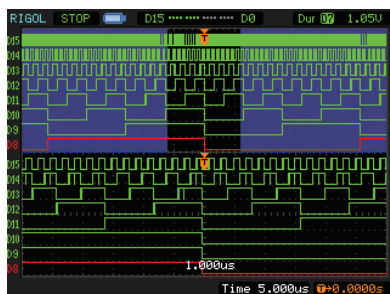 RIGOL STOP D15 D0 Dur D7 1.05V
T
D15
D14
D13
D12
D11
D10
D9
D8
T
D15
D14
D13
D12
D11
D10
D9
D8
1.000us
Time 5.000us T→0.0000s